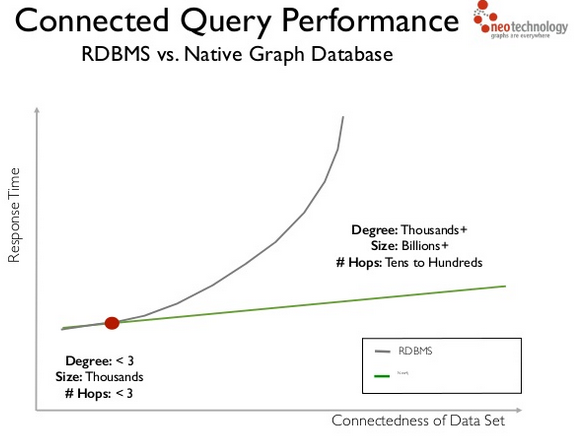 Connected Query Performance
RDBMS vs. Native Graph Database
neotechnology
graphs are everywhere
Response Time
Degree: Thousands+
Size: Billions+
# Hops: Tens to Hundreds
Degree: < 3
Size: Thousands
# Hops: < 3
RDBMS
Connectedness of Data Set